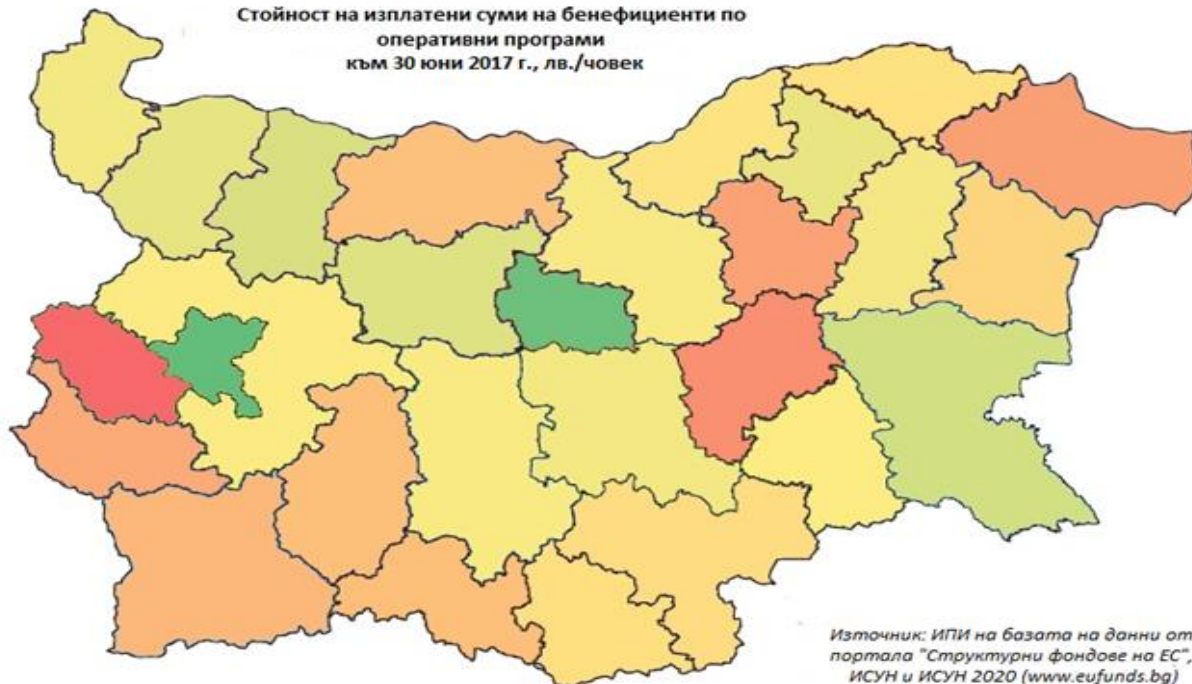 Стойност на изплатени суми на бенефициенти по
оперативни програми
към 30 юни 2017 г., лв./човек
Източник: ИПИ на базата на данни от
портала "Структурни фондове на ЕС",
ИСУН и ИСУН 2020 (www.eufunds.bg)